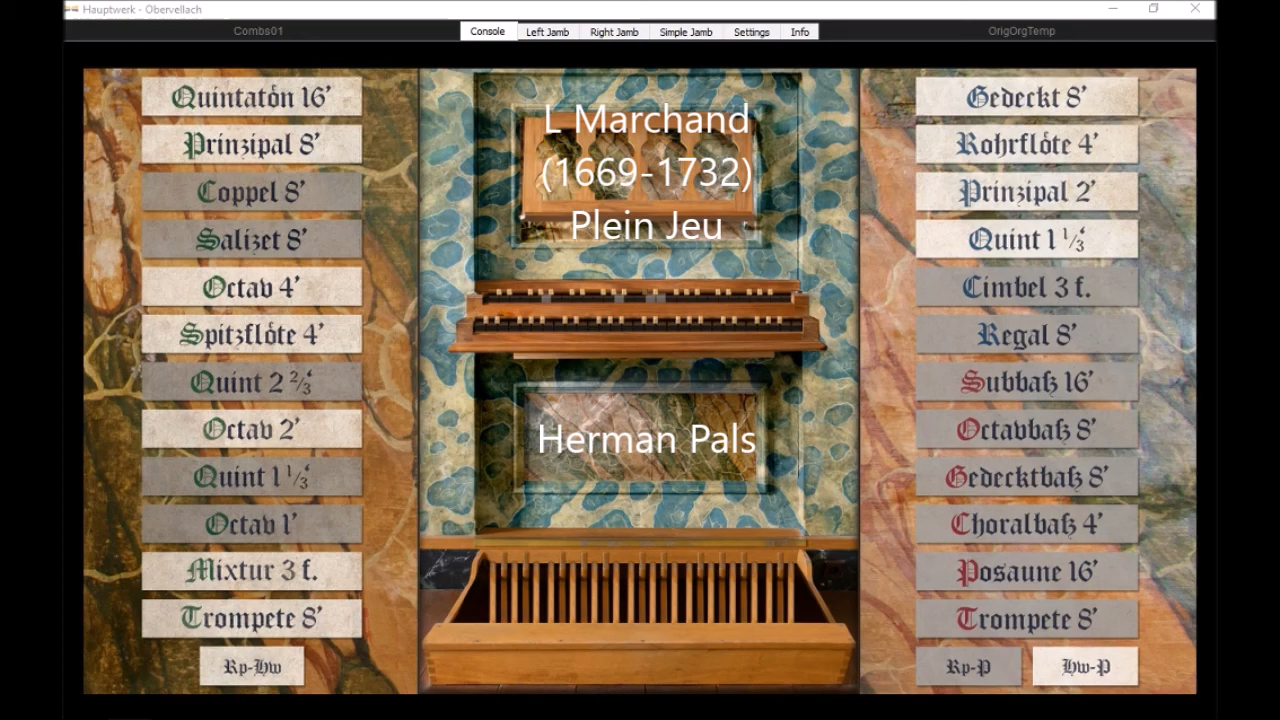 Hauptwerk - Obervellach
Combs01
Console
Left Jamb
Right Jamb
Simple Jamb
Settings
Info
OrigOrgTemp
Quintatön 16'
Prinzipal 8'
Coppel 8'
Salizet 8'
Octav 4'
Spitzflöte 4'
Quint 2 ⅔'
Octav 2'
Quint 1 ⅓'
Octav 1'
Mixtur 3 f.
Trompete 8'
Rp-Hw
L Marchand
(1669-1732)
Plein Jeu
Herman Pals
Gedeckt 8'
Rohrflöte 4'
Prinzipal 2'
Quint 1 ⅓'
Cimbel 3 f.
Regal 8'
Subbaß 16'
Octavbaß 8'
Gedecktbaß 8'
Choralbaß 4'
Posaune 16'
Trompete 8'
Rp-P
Hw-P